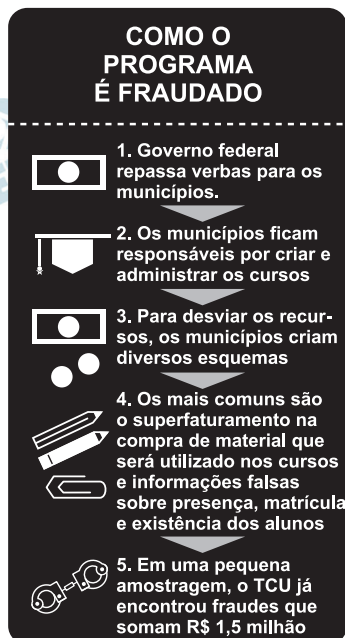 COMO O
PROGRAMA
É FRAUDADO
1. Governo federal
repassa verbas para os
municípios.
2. Os municípios ficam
responsáveis por criar e
administrar os cursos
3. Para desviar os recur-
sos, os municípios criam
diversos esquemas
4. Os mais comuns são
o superfaturamento na
compra de material que
será utilizado nos cursos
e informações falsas
sobre presença, matrícula
e existência dos alunos
5. Em uma pequena
amostragem, o TCU já
encontrou fraudes que
somam R$ 1,5 milhão